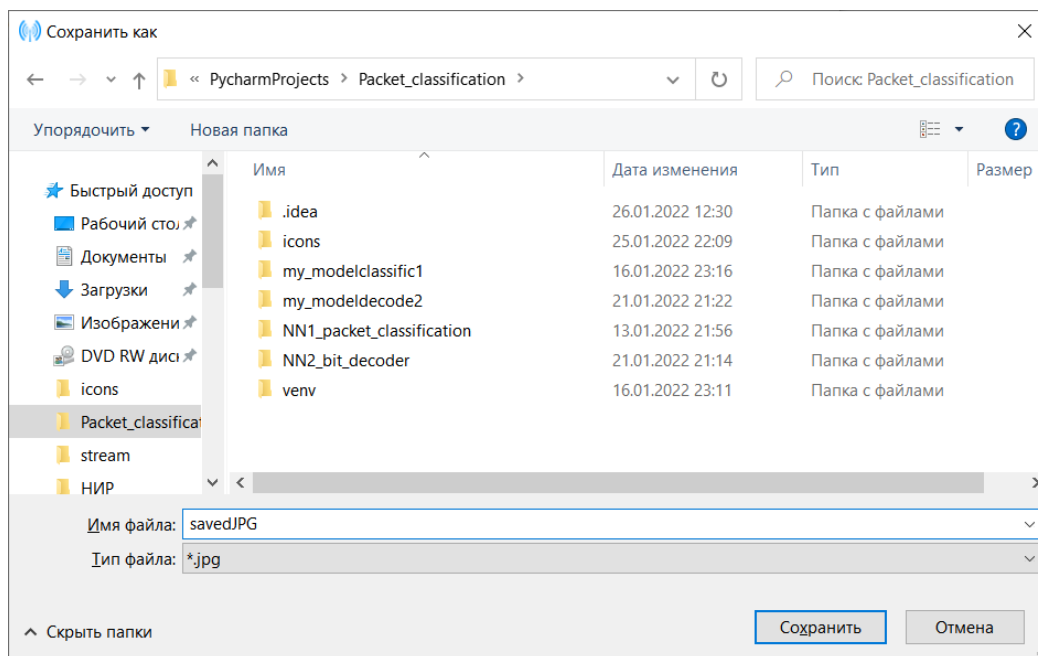 Сохранить как
« PycharmProjects > Packet_classification >
Поиск: Packet_classification
Упорядочить
Новая папка
?
Имя Дата изменения Тип Размер
Быстрый доступ
Рабочий стол
Документы
Загрузки
Изображени
DVD RW диск
icons
Packet_classificat
stream
НИР
.idea 26.01.2022 12:30 Папка с файлами
icons 25.01.2022 22:09 Папка с файлами
my_modelclassific1 16.01.2022 23:16 Папка с файлами
my_modeldecode2 21.01.2022 21:22 Папка с файлами
NN1_packet_classification 13.01.2022 21:56 Папка с файлами
NN2_bit_decoder 21.01.2022 21:14 Папка с файлами
venv 16.01.2022 23:11 Папка с файлами
Имя файла: savedJPG
Тип файла: *.jpg
Скрыть папки
Сохранить
Отмена